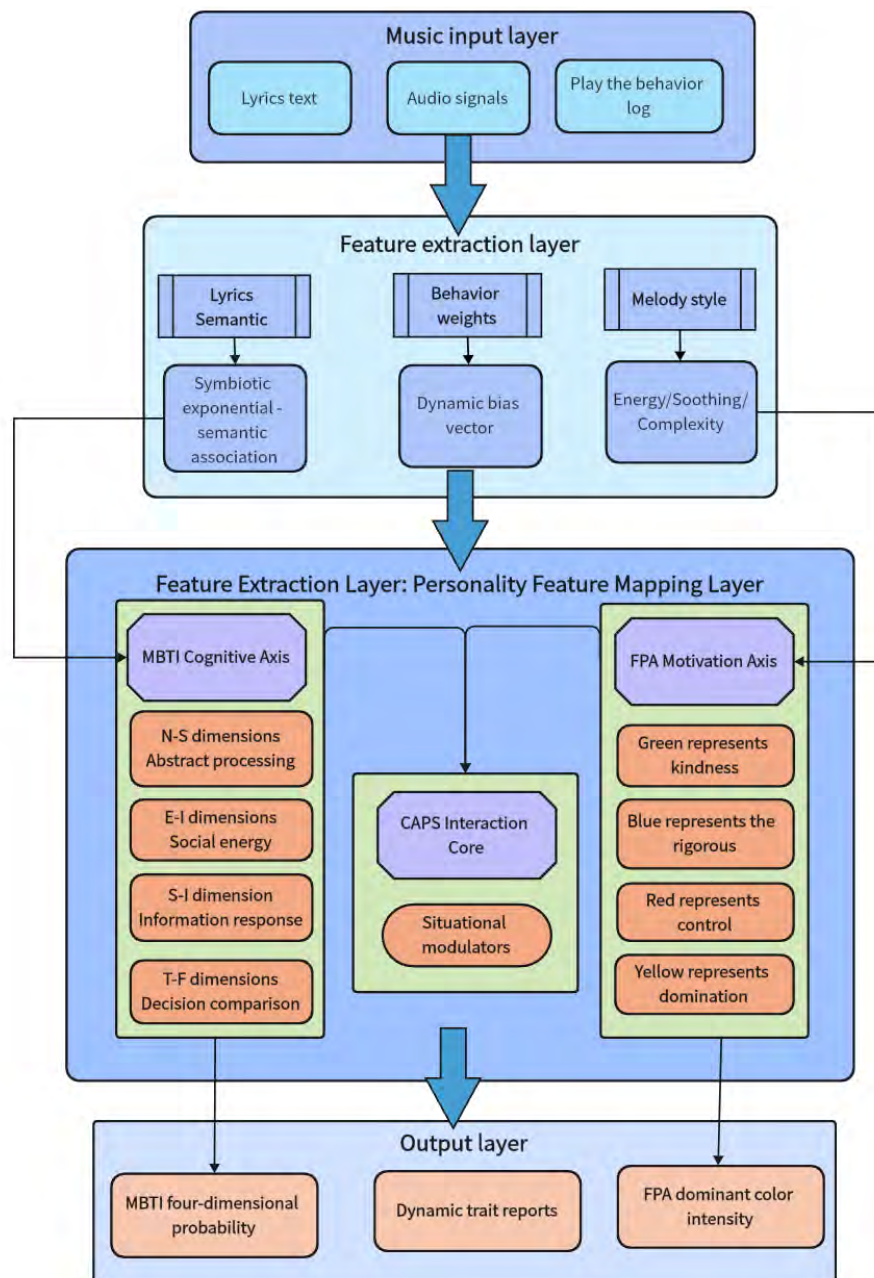 Music input layer
Lyrics text
Audio signals
Play the behavior
log
Feature extraction layer
Lyrics
Semantic
Behavior
weights
Melody style
Symbiotic
exponential -
semantic
association
Dynamic bias
vector
Energy/Soothing/
Complexity
Feature Extraction Layer: Personality Feature Mapping Layer
MBTI Cognitive Axis
N-S dimensions
Abstract processing
E-I dimensions
Social energy
S-I dimension
Information response
T-F dimensions
Decision comparison
CAPS Interaction
Core
Situational
modulators
FPA Motivation Axis
Green represents
kindness
Blue represents the
rigorous
Red represents
control
Yellow represents
domination
Output layer
MBTI four-dimensional
probability
Dynamic trait reports
FPA dominant color
intensity